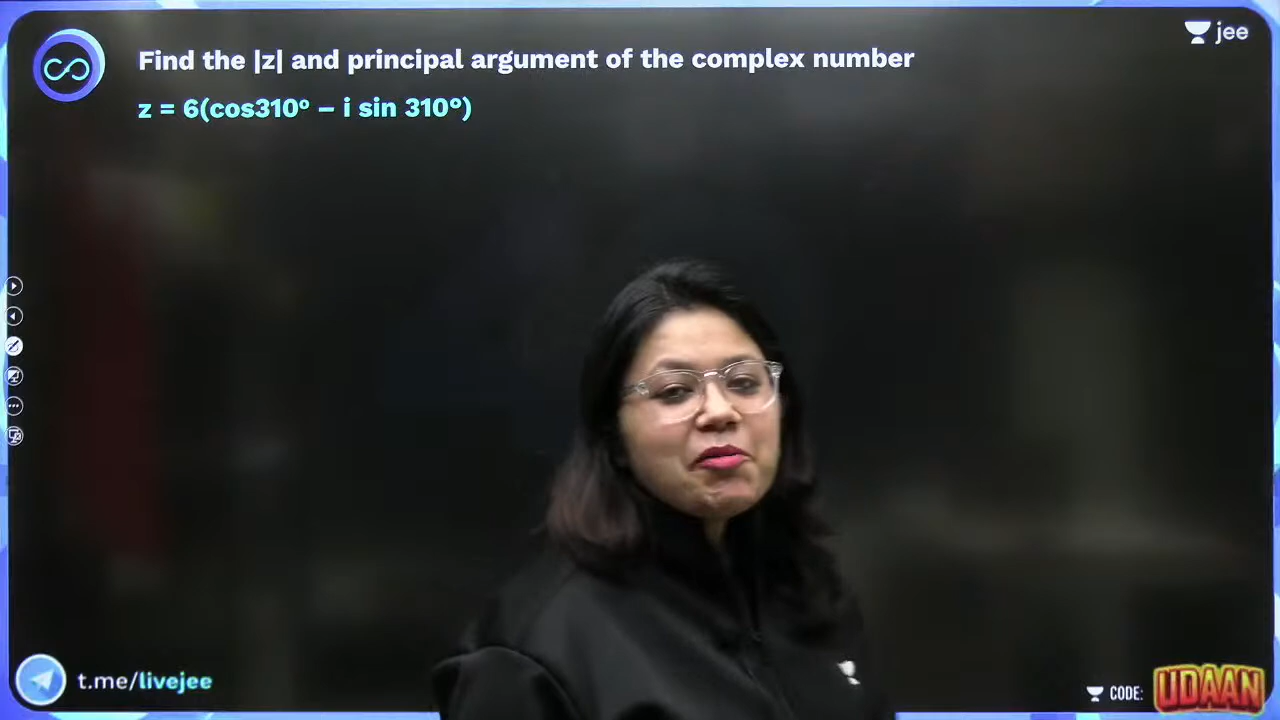 Find the |z| and principal argument of the complex number
jee
z = 6(cos310° – i sin 310°)
t.me/livejee
CODE: UDAAN